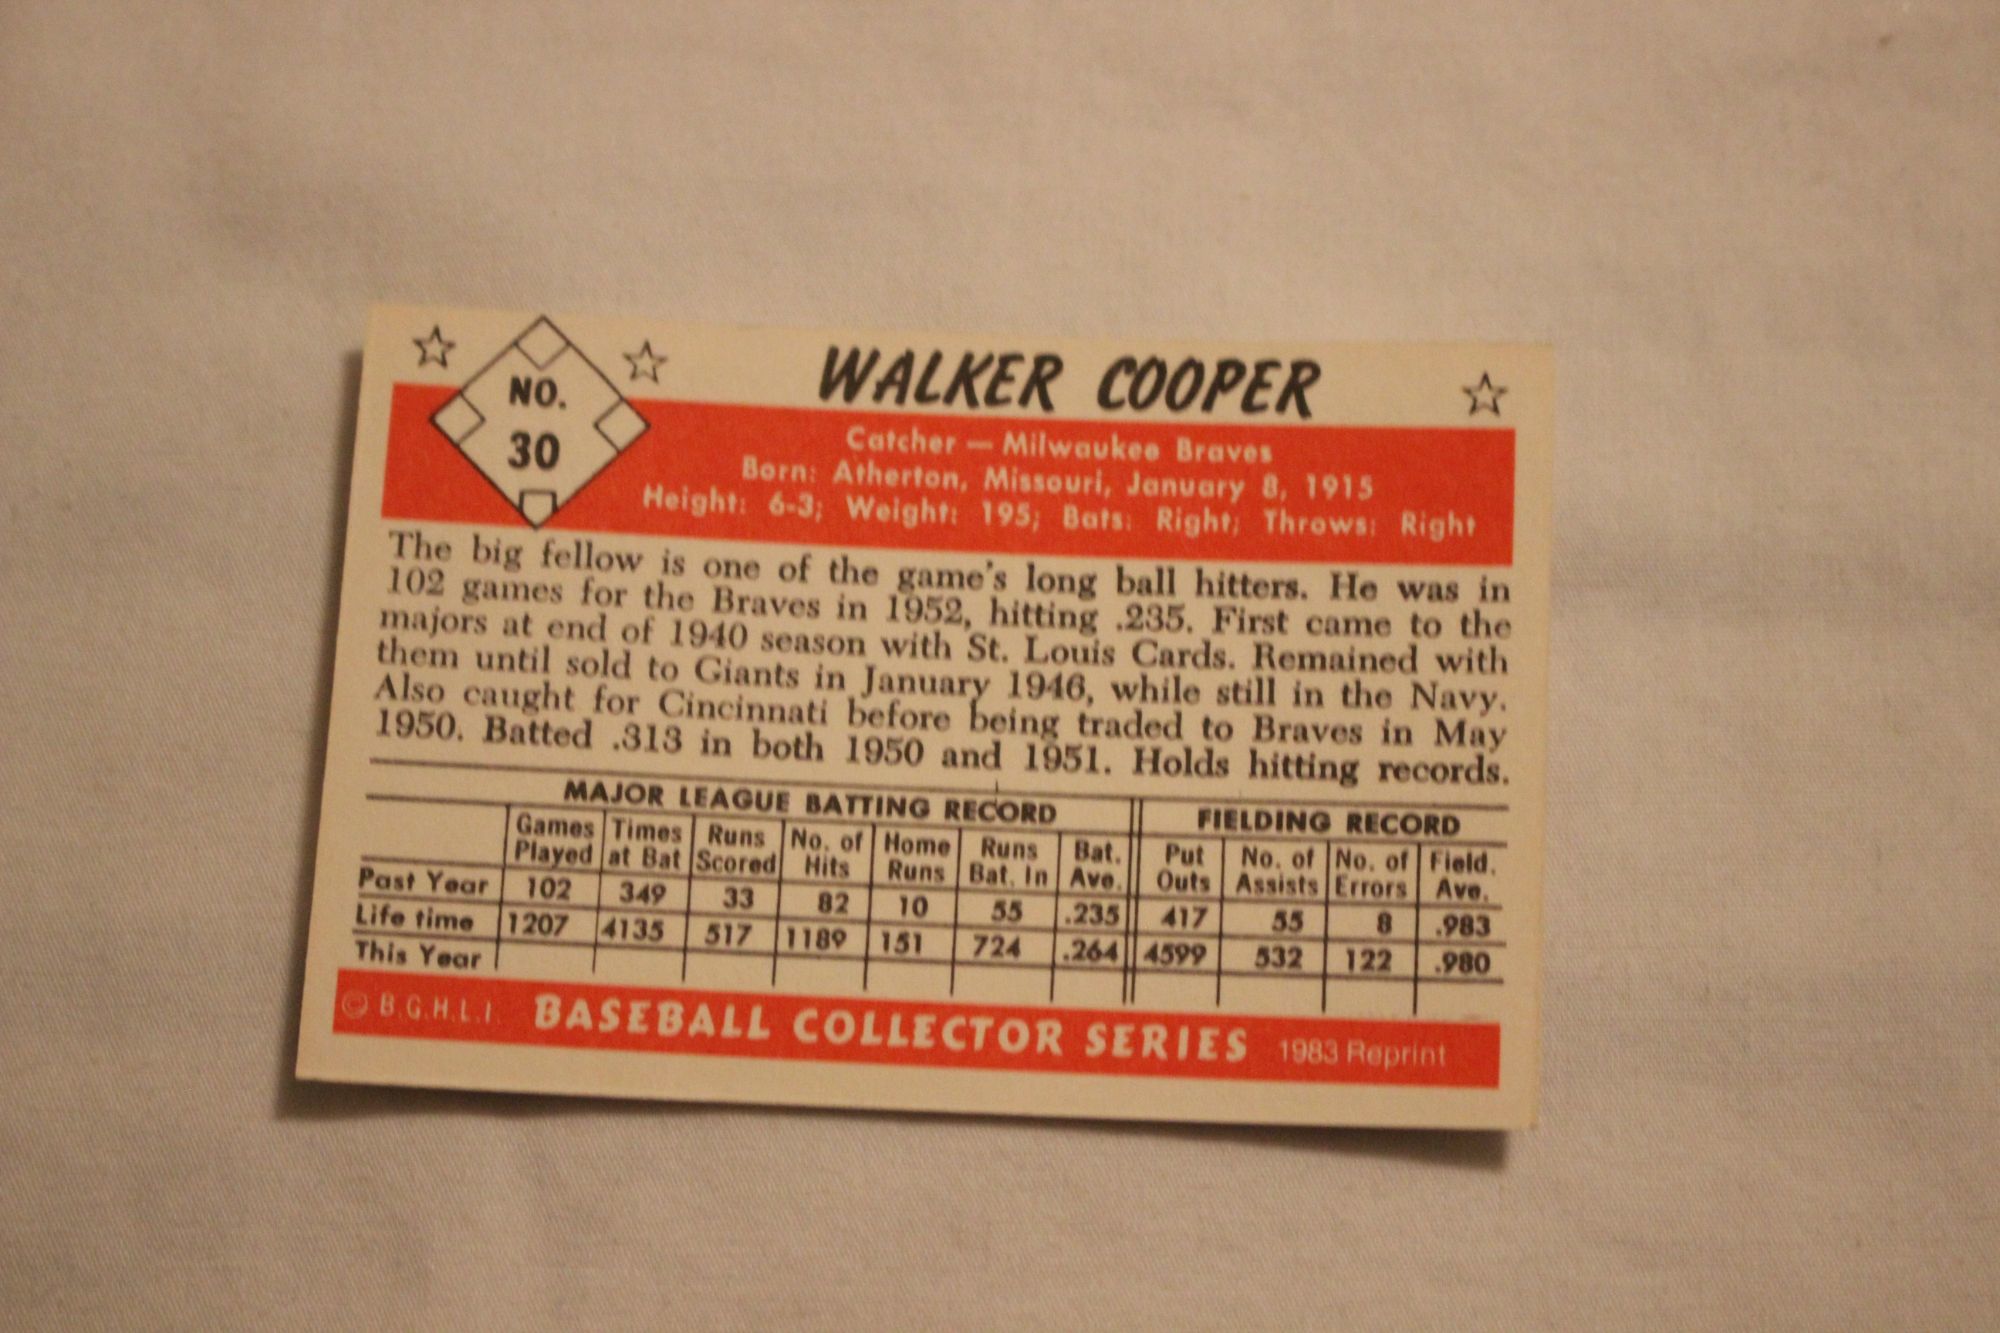 NO.
30
WALKER COOPER
Catcher — Milwaukee Braves
Born: Atherton, Missouri, January 8, 1915
Height: 6-3; Weight: 195; Bats: Right; Throws: Right
The big fellow is one of the game's long ball hitters. He was in
102 games for the Braves in 1952, hitting .235. First came to the
majors at end of 1940 season with St. Louis Cards. Remained with
them until sold to Giants in January 1946, while still in the Navy.
Also caught for Cincinnati before being traded to Braves in May
1950. Batted .313 in both 1950 and 1951. Holds hitting records.
MAJOR LEAGUE BATTING RECORD FIELDING RECORD
Games Times Runs No. of Home Runs Bat. Put No. of No. of Field.
Played at Bat Scored Hits Runs Bat. In Ave. Outs Assists Errors Ave.
Past Year 102 349 33 82 10 55 .235 417 55 8 .983
Life time 1207 4135 517 1189 151 724 .264 4599 532 122 .980
This Year
© B.G.H.L.I. BASEBALL COLLECTOR SERIES 1983 Reprint